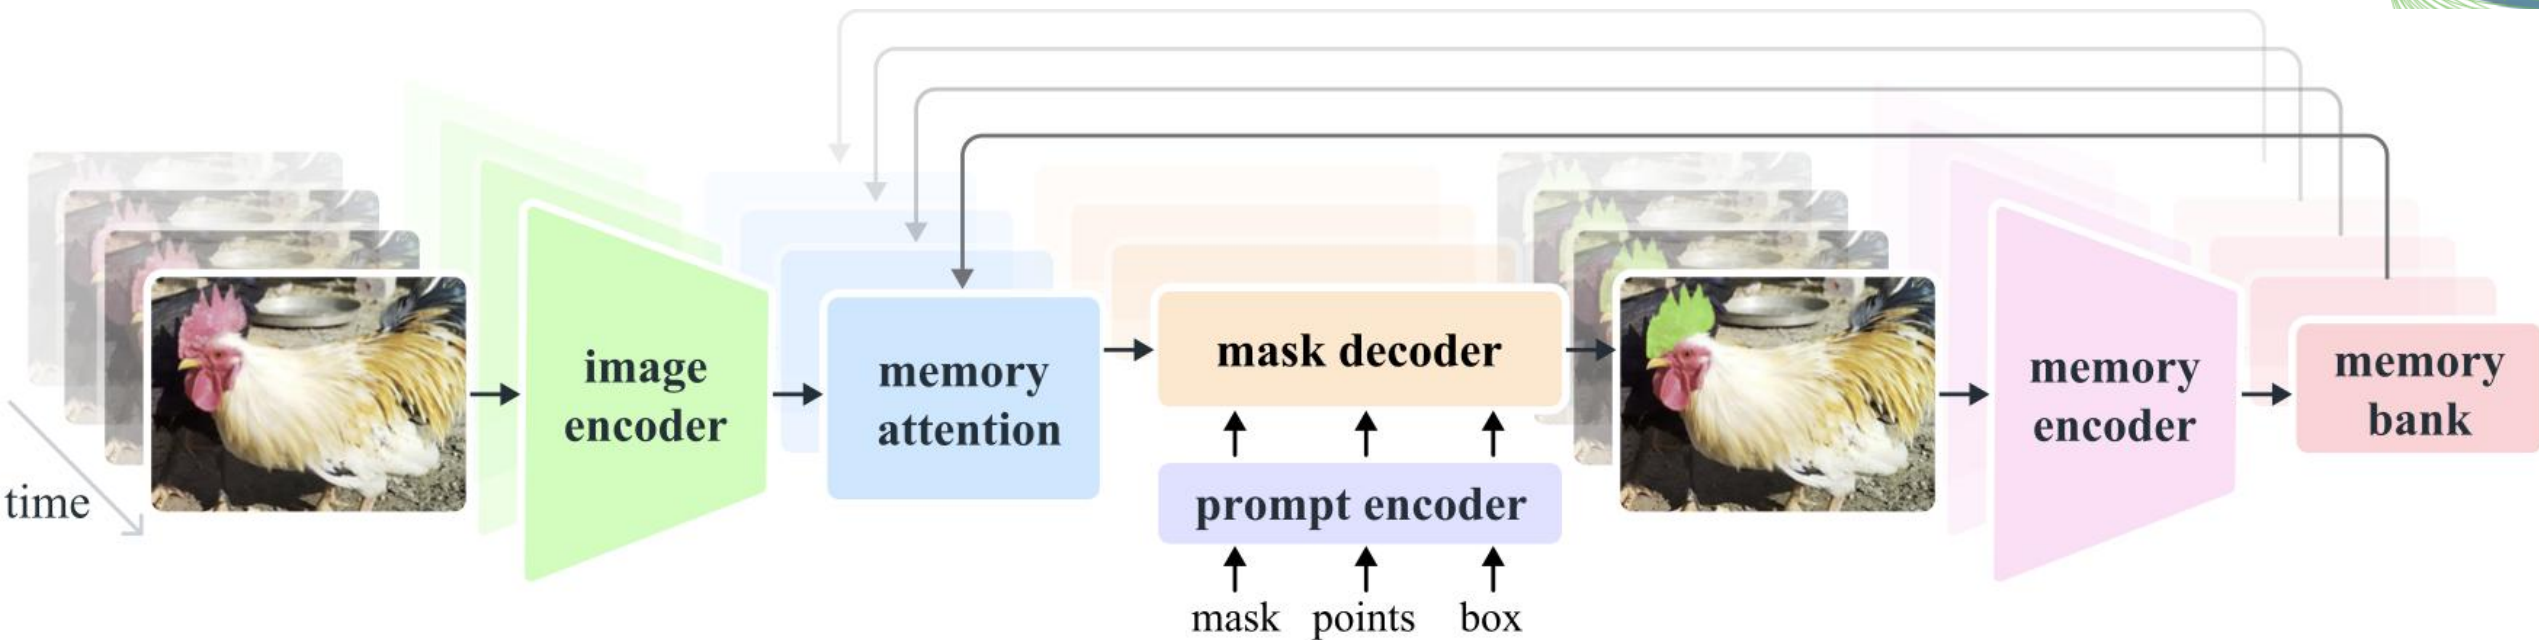 time
image
encoder
memory
attention
mask decoder
prompt encoder
mask points box
memory
encoder
memory
bank